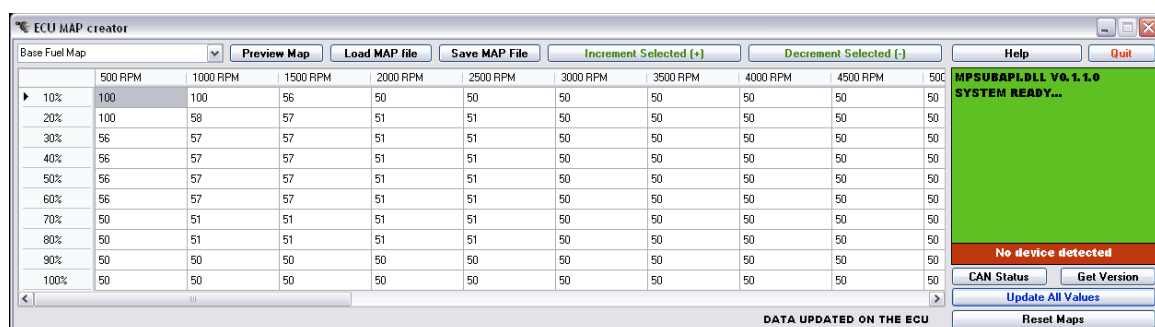 ECU MAP creator
Base Fuel Map Preview Map Load MAP file Save MAP File Increment Selected (+) Decrement Selected (-) Help Quit
500 RPM 1000 RPM 1500 RPM 2000 RPM 2500 RPM 3000 RPM 3500 RPM 4000 RPM 4500 RPM 500
10% 100 100 56 50 50 50 50 50 50 50
20% 100 58 57 51 51 50 50 50 50 50
30% 56 57 57 51 51 50 50 50 50 50
40% 56 57 57 51 51 50 50 50 50 50
50% 56 57 57 51 51 50 50 50 50 50
60% 56 57 57 51 51 50 50 50 50 50
70% 50 51 51 51 51 50 50 50 50 50
80% 50 51 51 51 51 50 50 50 50 50
90% 50 50 50 50 50 50 50 50 50 50
100% 50 50 50 50 50 50 50 50 50 50
DATA UPDATED ON THE ECU
MPSUBAPI.DLL V0.1.1.0
SYSTEM READY...
No device detected
CAN Status Get Version
Update All Values
Reset Maps